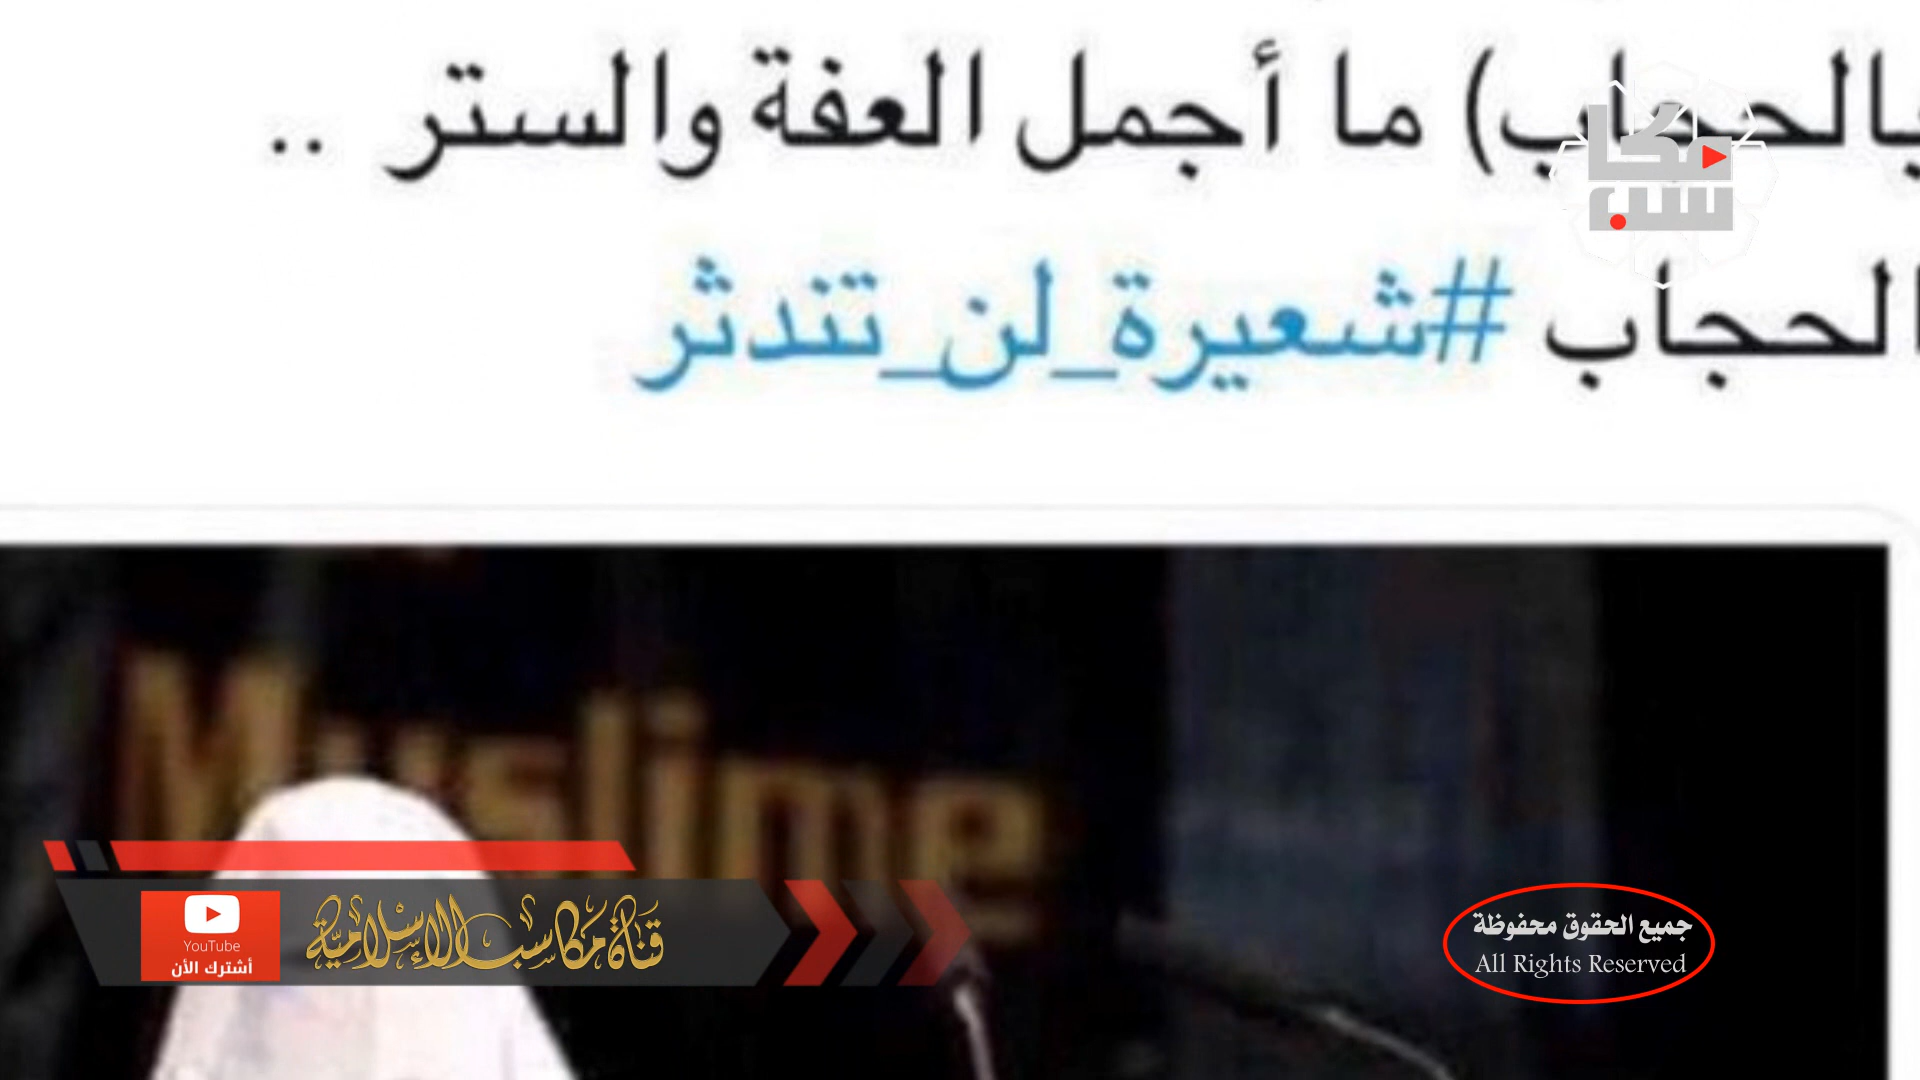 بالحجاب) ما أجمل العفة والستر ..
الحجاب #شعيرة_لن_تندثر
مكاسب
Muslime
YouTube
أشترك الأن
قناة مكاسب الإسلامية
جميع الحقوق محفوظة
All Rights Reserved